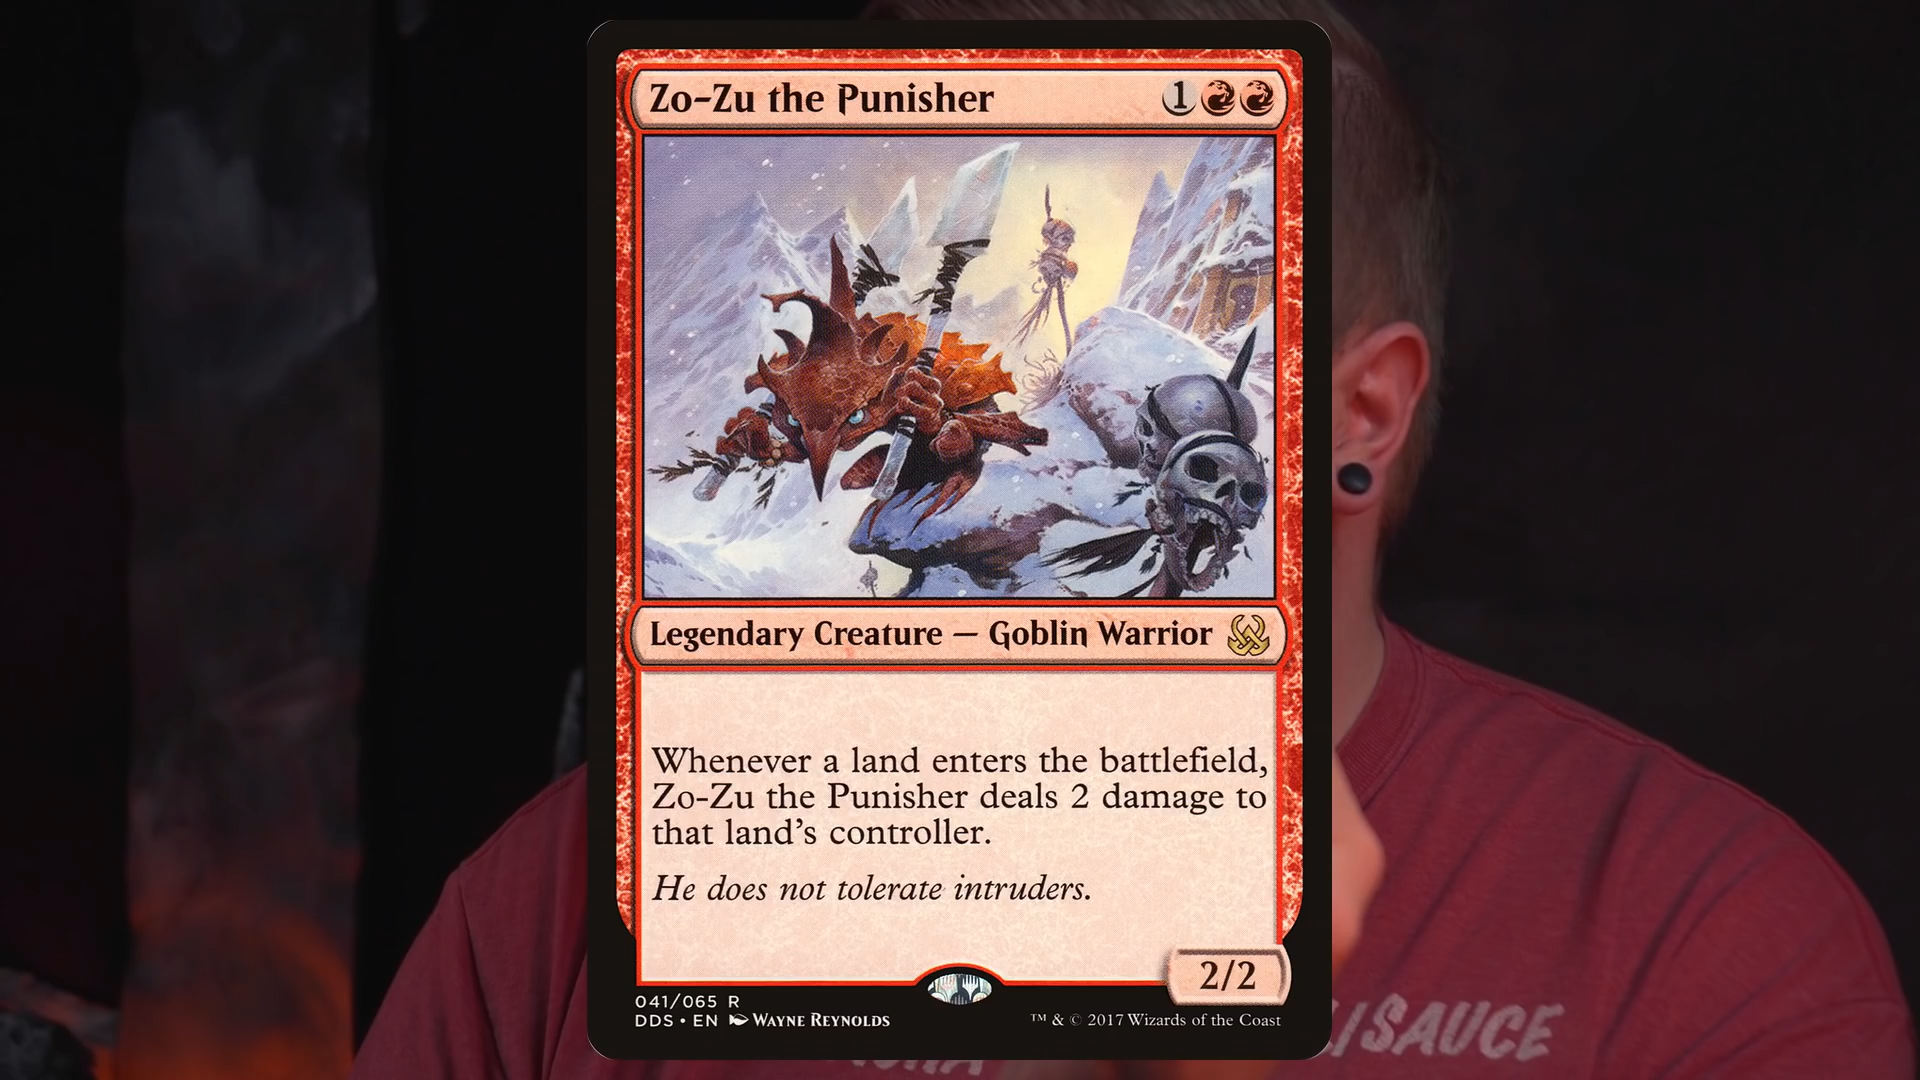 Zo-Zu the Punisher 1
Legendary Creature — Goblin Warrior
Whenever a land enters the battlefield,
Zo-Zu the Punisher deals 2 damage to
that land's controller.
He does not tolerate intruders.
2/2
041/065 R
DDS • EN Wayne Reynolds
™ & © 2017 Wizards of the Coast
/SAUCE